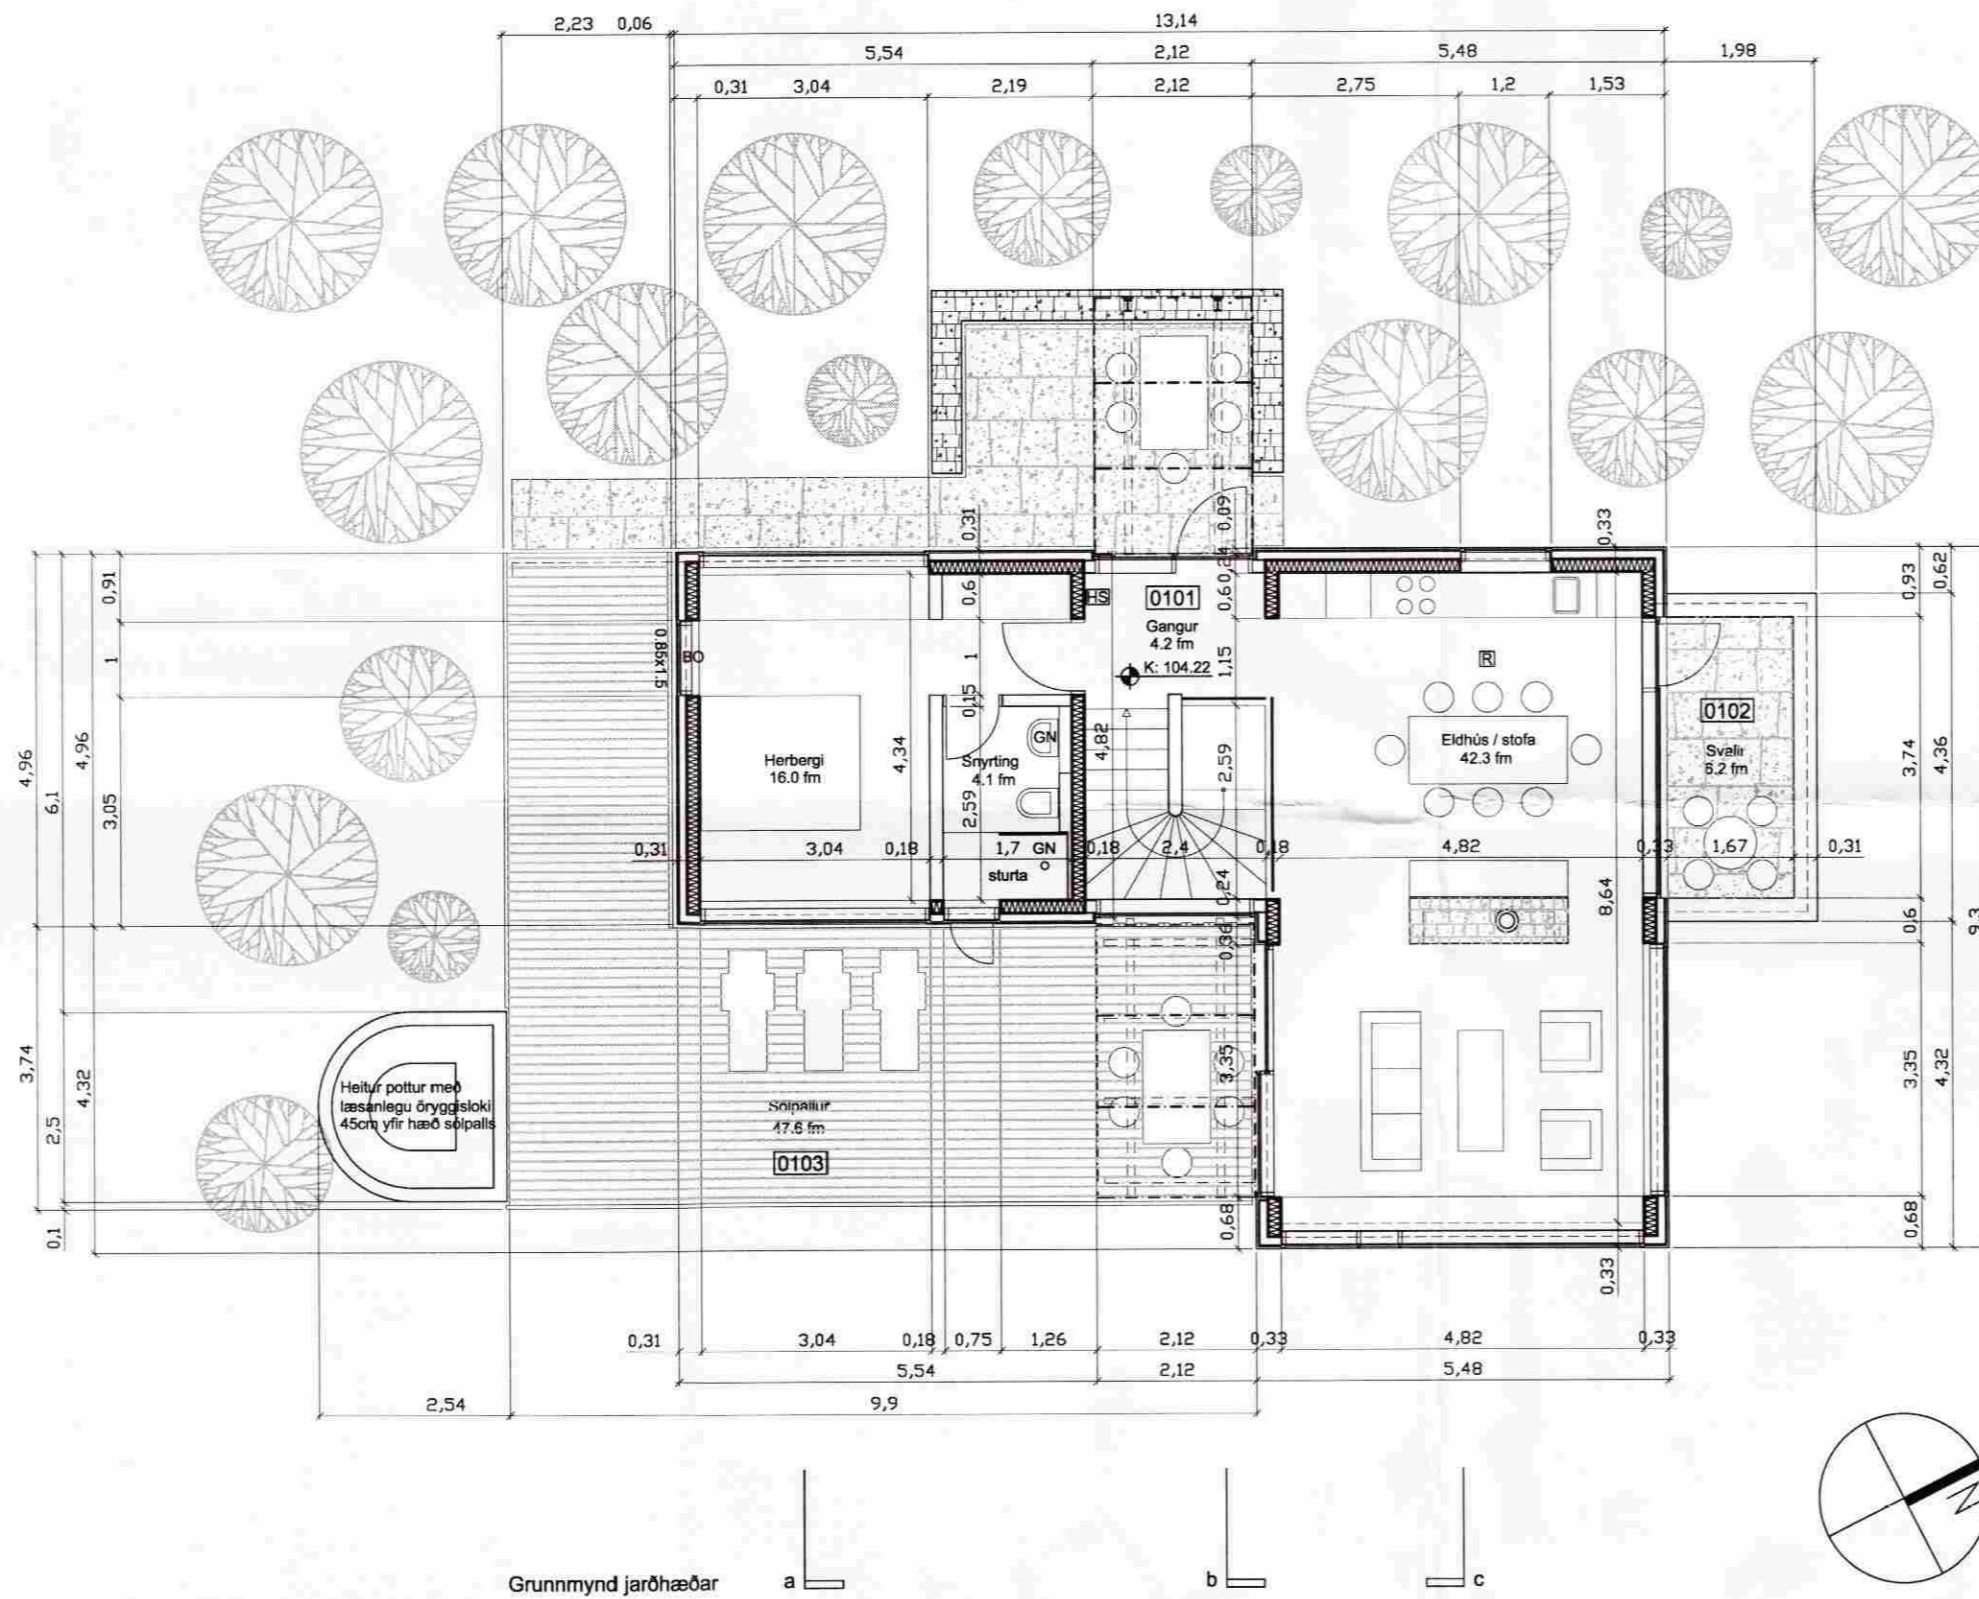 2,23 0,06 13,14
5,54 2,12 5,48 1,98
0,31 3,04 2,19 2,12 2,75 1,2 1,53
0,31
0,09
0,33
0,24
0,91
0,6
HS
0101
0,60
0,93
0,62
Gangur
4.2 fm
K: 104.22
1
0.85x1.5
BO
1
1,15
R
0,15
4,96
4,96
6,1
3,05
Herbergi
16.0 fm
4,34
GN
Snyrting
4.1 fm
2,59
4,82
2,59
Eldhús / stofa
42.3 fm
0102
Svalir
6.2 fm
3,74
4,36
0,31 3,04 0,18 1,7 GN 0,18 2,4 0,18 4,82 0,33 1,67 0,31
sturta
0,24
8,64
0,6
9,3
0,36
3,74
4,32
2,5
Heitur pottur með
læsanlegu öryggisloki
45cm yfir hæð sólpalls
Sólpallur
47.6 fm
0103
3,35
3,35
4,32
0,1
0,68
0,68
0,33
0,31 3,04 0,18 0,75 1,26 2,12 0,33 4,82 0,33
5,54 2,12 5,48
2,54 9,9
N
Grunnmynd jarðhæðar a b c